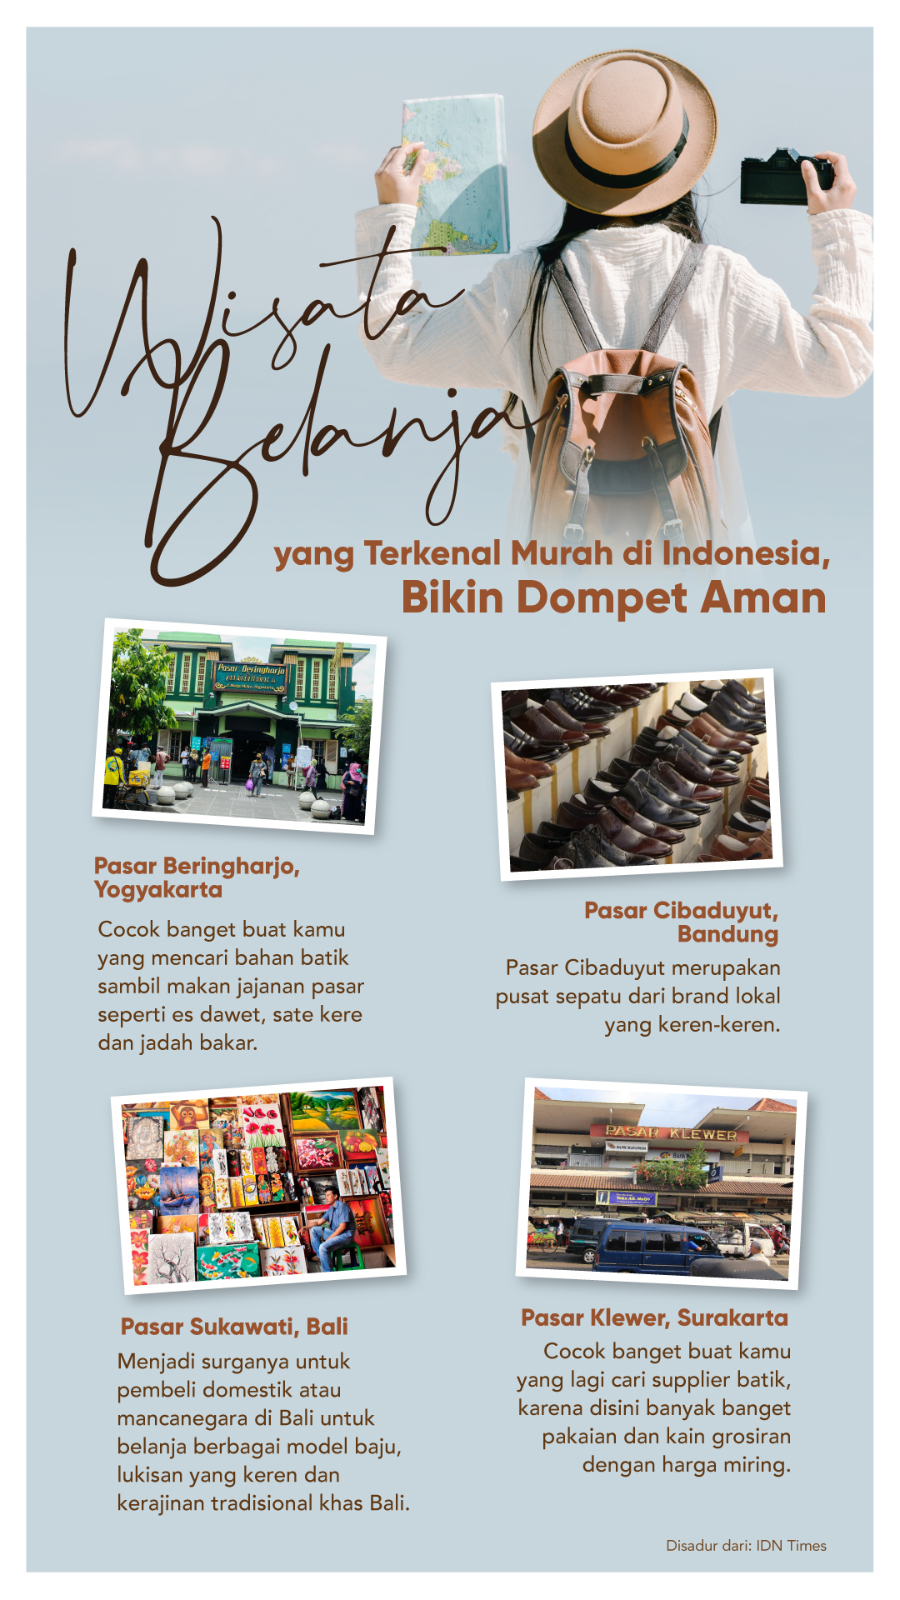 Wisata
Belanja
yang Terkenal Murah di Indonesia,
Bikin Dompet Aman
Pasar Beringharjo
Pasar Beringharjo,
Yogyakarta
Cocok banget buat kamu
yang mencari bahan batik
sambil makan jajanan pasar
seperti es dawet, sate kere
dan jadah bakar.
Pasar Cibaduyut,
Bandung
Pasar Cibaduyut merupakan
pusat sepatu dari brand lokal
yang keren-keren.
Pasar Sukawati, Bali
Menjadi surganya untuk
pembeli domestik atau
mancanegara di Bali untuk
belanja berbagai model baju,
lukisan yang keren dan
kerajinan tradisional khas Bali.
PASAR KLEWER
Pasar Klewer, Surakarta
Cocok banget buat kamu
yang lagi cari supplier batik,
karena disini banyak banget
pakaian dan kain grosiran
dengan harga miring.
Disadur dari: IDN Times